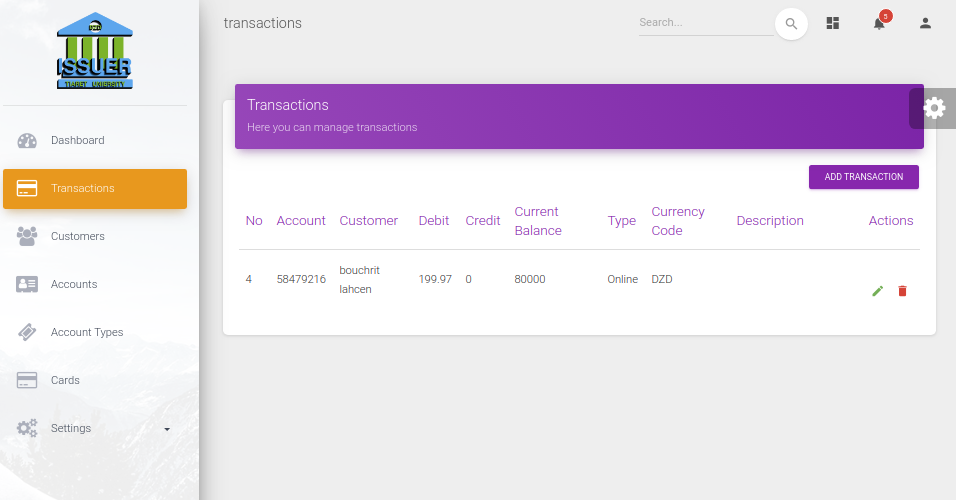 transactions
Search...
5
ISSUER
TIARET UNIVERSITY
Dashboard
Transactions
Customers
Accounts
Account Types
Cards
Settings
Transactions
Here you can manage transactions
ADD TRANSACTION
No Account Customer Debit Credit Current Balance Type Currency Code Description Actions
4 58479216 bouchrit lahcen 199.97 0 80000 Online DZD